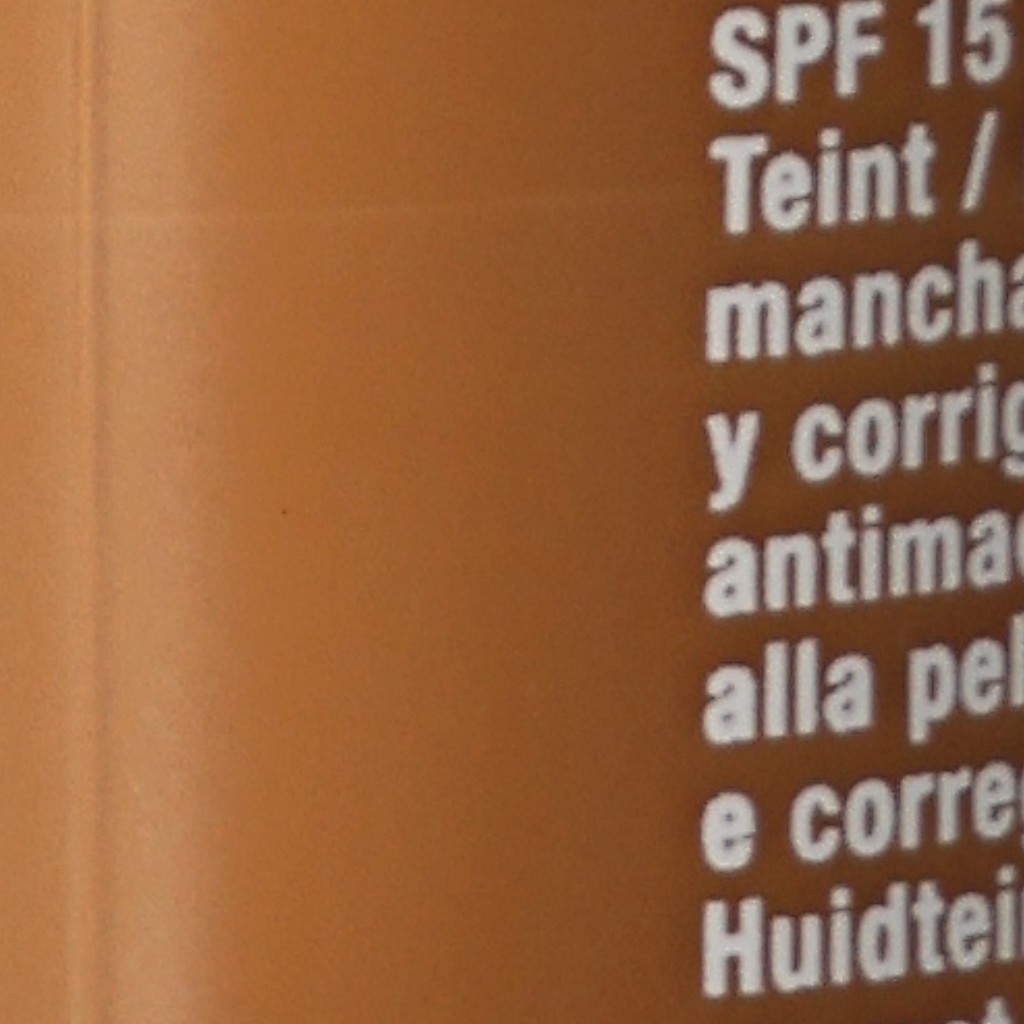 SPF 15
Teint /
mancha
y corrig
antima
alla pel
e corre
Huidtei